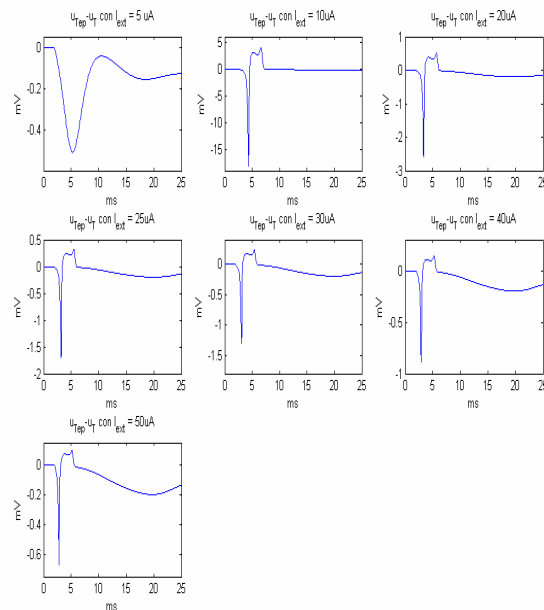 u_Tep-u_T con I_ext = 5 uA
0
-0.2
-0.4
mV
0 5 10 15 20 25
ms
u_Tep-u_T con I_ext = 10uA
5
0
-5
-10
-15
mV
0 5 10 15 20 25
ms
u_Tep-u_T con I_ext = 20uA
1
0
-1
-2
-3
mV
0 5 10 15 20 25
ms
u_Tep-u_T con I_ext = 25uA
0.5
0
-0.5
-1
-1.5
-2
mV
0 5 10 15 20 25
ms
u_Tep-u_T con I_ext = 30uA
0
-0.5
-1
-1.5
mV
0 5 10 15 20 25
ms
u_Tep-u_T con I_ext = 40uA
0
-0.5
-1
mV
0 5 10 15 20 25
ms
u_Tep-u_T con I_ext = 50uA
0
-0.2
-0.4
-0.6
mV
0 5 10 15 20 25
ms